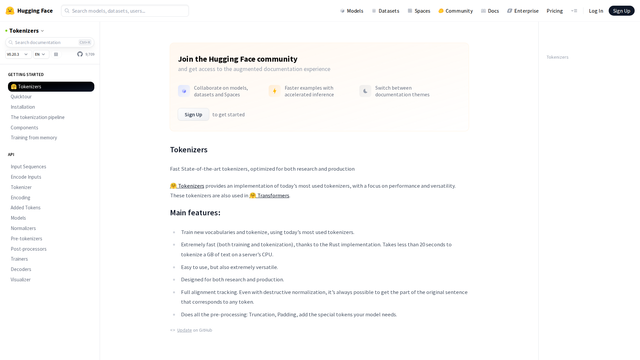 Hugging Face
Search models, datasets, users...
Models
Datasets
Spaces
Community
Docs
Enterprise
Pricing
Log In
Sign Up
Tokenizers
Search documentation
EN
GETTING STARTED
🤗 Tokenizers
Quicktour
Installation
The tokenization pipeline
Components
Training from memory
API
Input Sequences
Encode Inputs
Tokenizer
Encoding
Added Tokens
Models
Normalizers
Pre-tokenizers
Post-processors
Trainers
Decoders
Visualizer
Join the Hugging Face community
and get access to the augmented documentation experience
Collaborate on models,
datasets and Spaces
Faster examples with
accelerated inference
Switch between
documentation themes
Sign Up
to get started
Tokenizers
Fast State-of-the-art tokenizers, optimized for both research and production
🤗 Tokenizers provides an implementation of today's most used tokenizers, with a focus on performance and versatility.
These tokenizers are also used in 🤗 Transformers.
Main features:
Train new vocabularies and tokenize, using today's most used tokenizers.
Extremely fast (both training and tokenization), thanks to the Rust implementation. Takes less than 20 seconds to
tokenize a GB of text on a server's CPU.
Easy to use, but also extremely versatile.
Designed for both research and production.
Full alignment tracking. Even with destructive normalization, it's always possible to get the part of the original sentence
that corresponds to any token.
Does all the pre-processing: Truncation, Padding, add the special tokens your model needs.
<> Update on GitHub
Tokenizers